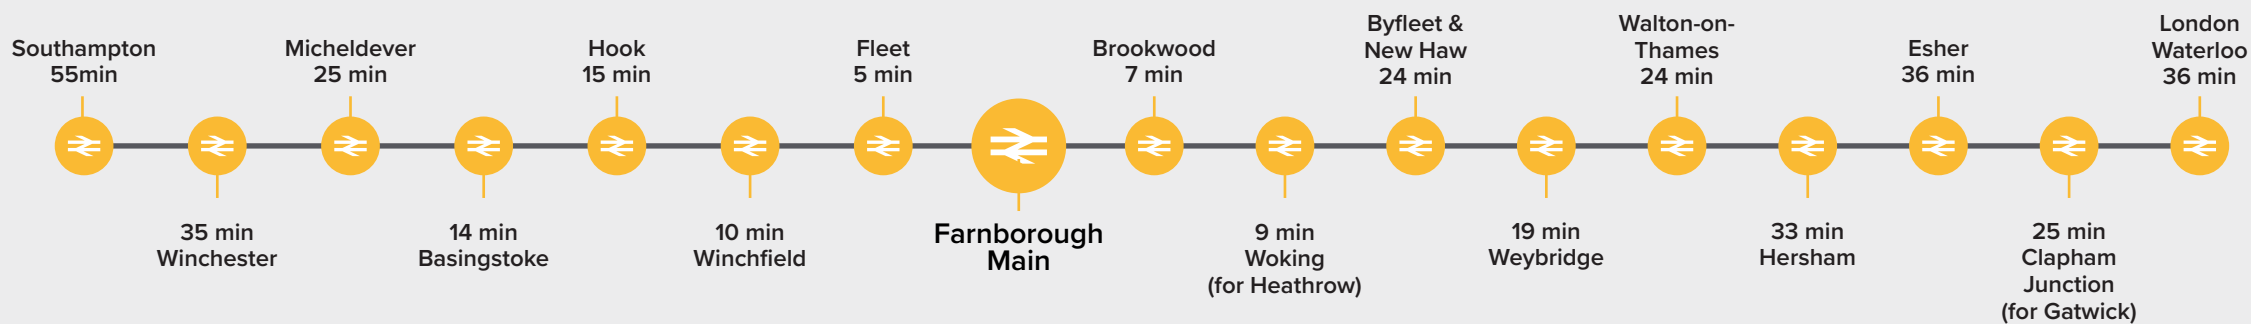 Southampton
55min
35 min
Winchester
Micheldever
25 min
14 min
Basingstoke
Hook
15 min
10 min
Winchfield
Fleet
5 min
Farnborough
Main
Brookwood
7 min
9 min
Woking
(for Heathrow)
Byfleet &
New Haw
24 min
19 min
Weybridge
Walton-on-
Thames
24 min
33 min
Hersham
Esher
36 min
25 min
Clapham
Junction
(for Gatwick)
London
Waterloo
36 min